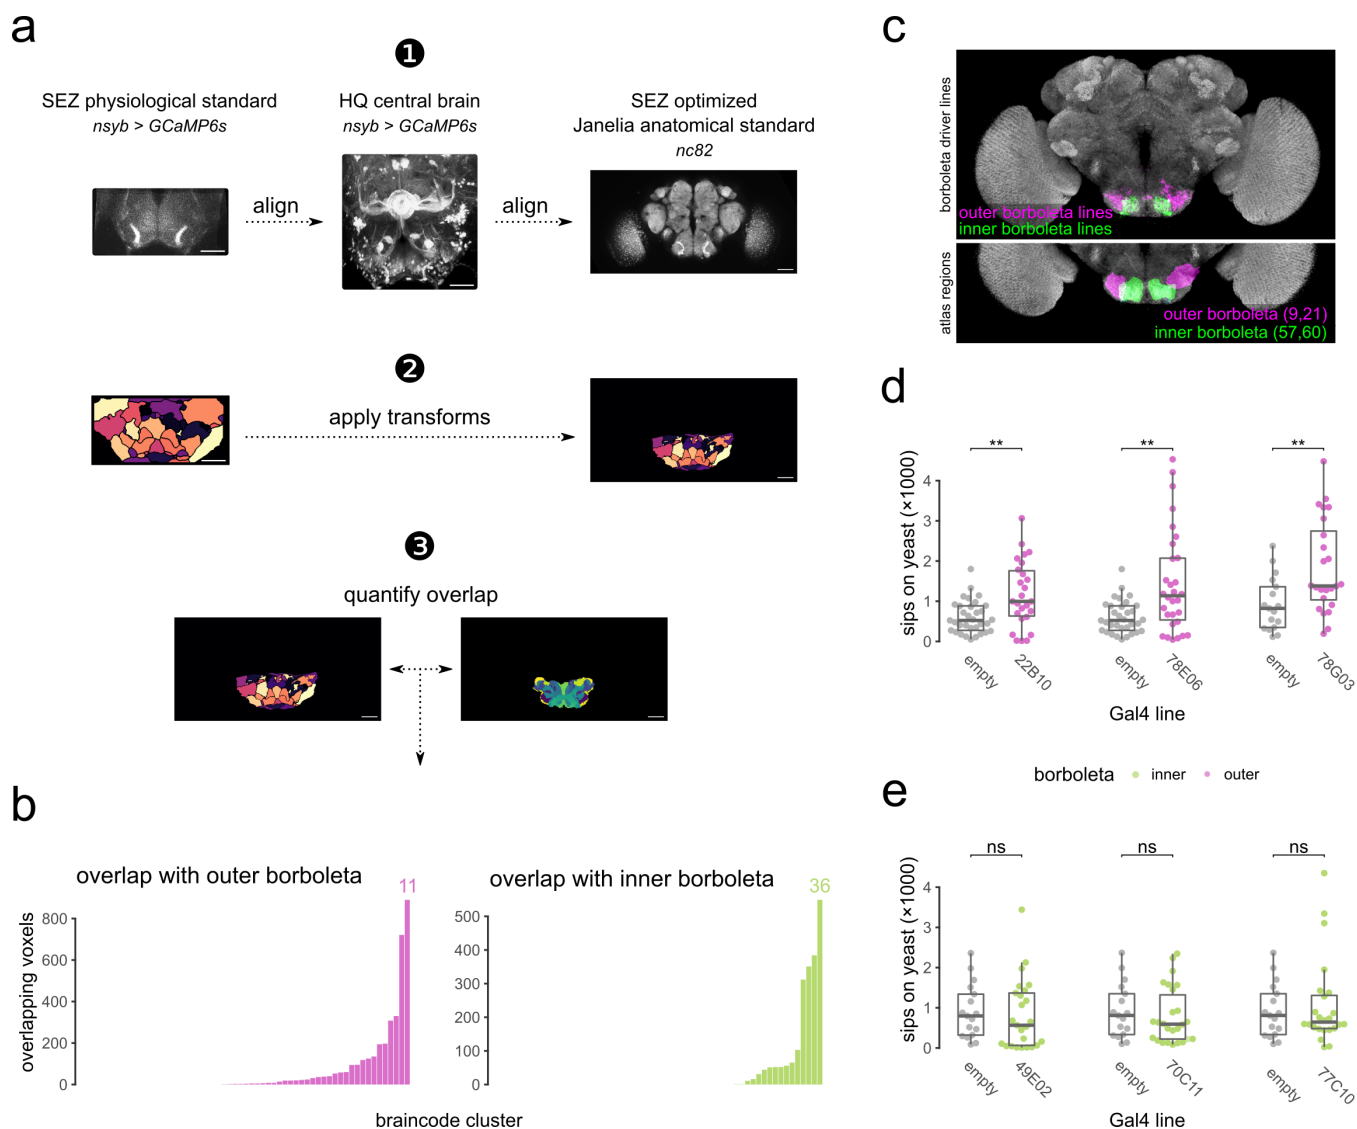 a
❶
SEZ physiological standard
nsyb > GCaMP6s
HQ central brain
nsyb > GCaMP6s
SEZ optimized
Janelia anatomical standard
nc82
align
align
❷
apply transforms
❸
quantify overlap
b
overlap with outer borboleta
11
overlapping voxels
800
600
400
200
0
overlap with inner borboleta
36
500
400
300
200
100
0
braincode cluster
c
borboleta driver lines
outer borboleta lines
inner borboleta lines
atlas regions
outer borboleta (9,21)
inner borboleta (57,60)
d
sips on yeast (×1000)
4
3
2
1
0
**
**
**
empty
22B10
empty
78E06
empty
78G03
Gal4 line
borboleta
inner
outer
e
sips on yeast (×1000)
4
3
2
1
0
ns
ns
ns
empty
49E02
empty
70C11
empty
77C10
Gal4 line